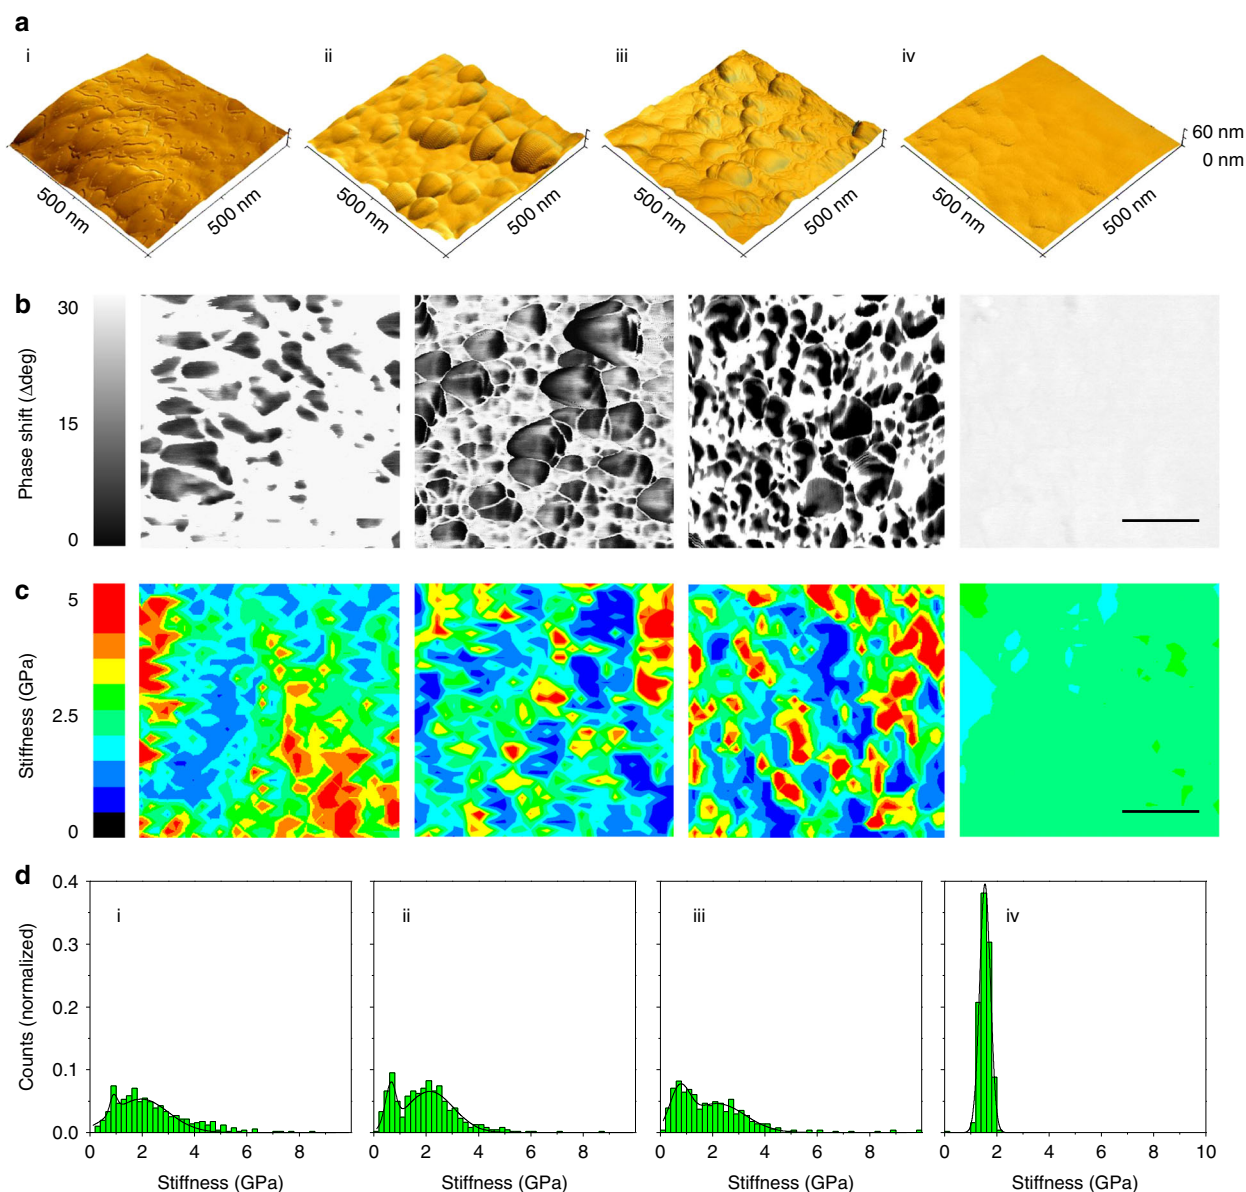 a
i ii iii iv
60 nm
0 nm
500 nm 500 nm 500 nm 500 nm 500 nm 500 nm 500 nm 500 nm
b
30
15
0
Phase shift (Δdeg)
c
5
2.5
0
Stiffness (GPa)
d
0.4
0.3
0.2
0.1
0.0
Counts (normalized)
i ii iii iv
0 2 4 6 8 0 2 4 6 8 0 2 4 6 8 0 2 4 6 8 10
Stiffness (GPa) Stiffness (GPa) Stiffness (GPa) Stiffness (GPa)